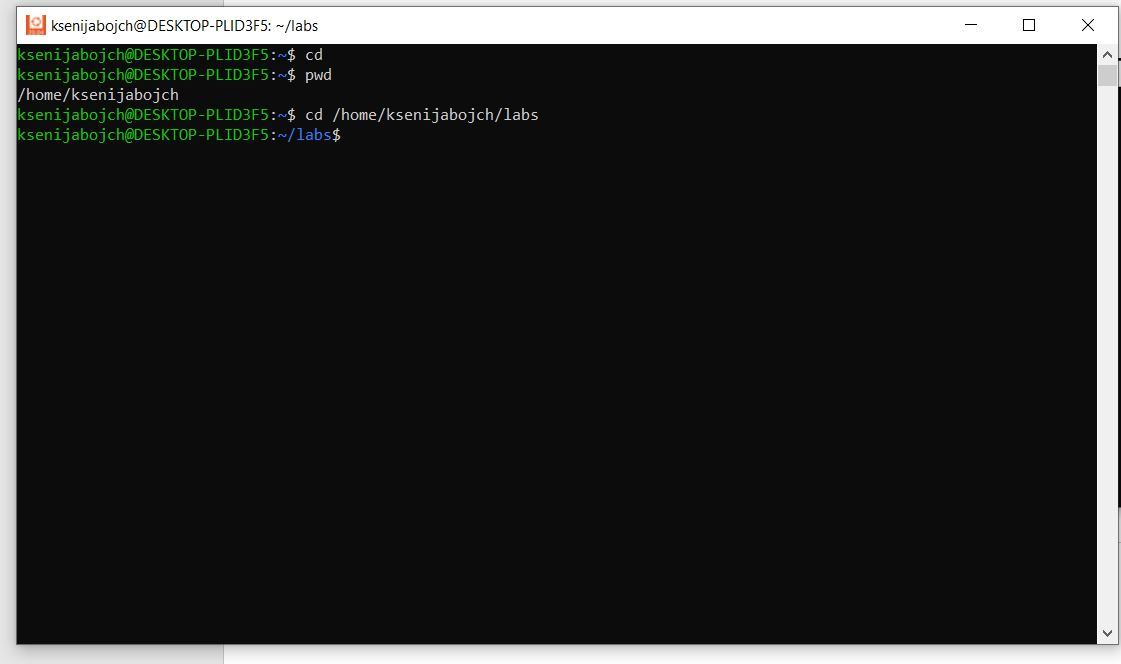 ksenijabojch@DESKTOP-PLID3F5: ~/labs
ksenijabojch@DESKTOP-PLID3F5:~$ cd
ksenijabojch@DESKTOP-PLID3F5:~$ pwd
/home/ksenijabojch
ksenijabojch@DESKTOP-PLID3F5:~$ cd /home/ksenijabojch/labs
ksenijabojch@DESKTOP-PLID3F5:~/labs$